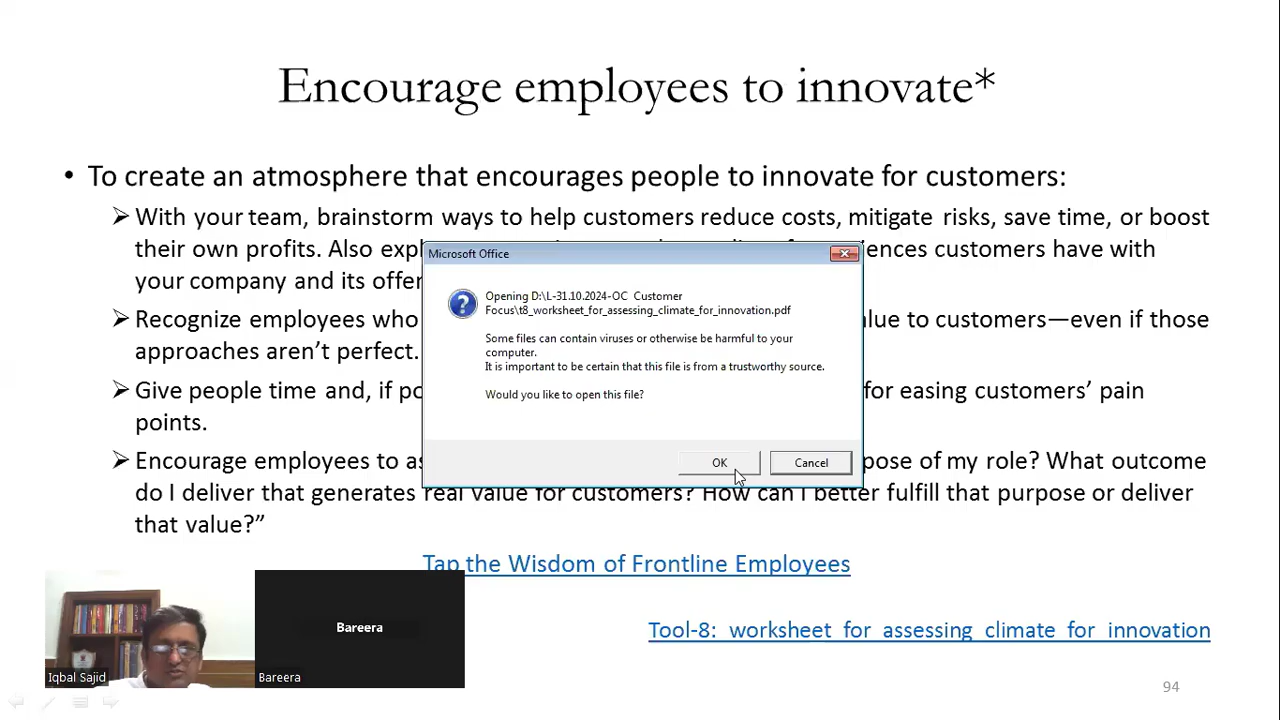 Encourage employees to innovate*
• To create an atmosphere that encourages people to innovate for customers:
➢ With your team, brainstorm ways to help customers reduce costs, mitigate risks, save time, or boost
their own profits. Also
ences customers have with
your company and its
➢ Recognize employees who
to customers—even if those
approaches aren’t perfect.
➢ Give people time and, if
for easing customers’ pain
points.
➢ Encourage employees to
of my role? What outcome
do I deliver that generates real value for customers? How can I better fulfill that purpose or deliver
that value?”
Microsoft Office
Opening D:\L-31.10.2024-OC Customer
Focus\t8_worksheet_for_assessing_climate_for_innovation.pdf
Some files can contain viruses or otherwise be harmful to your
computer.
It is important to be certain that this file is from a trustworthy source.
Would you like to open this file?
OK
Cancel
Tap the Wisdom of Frontline Employees
Tool-8: worksheet for assessing climate for innovation
Bareera
Iqbal Sajid
Bareera
94